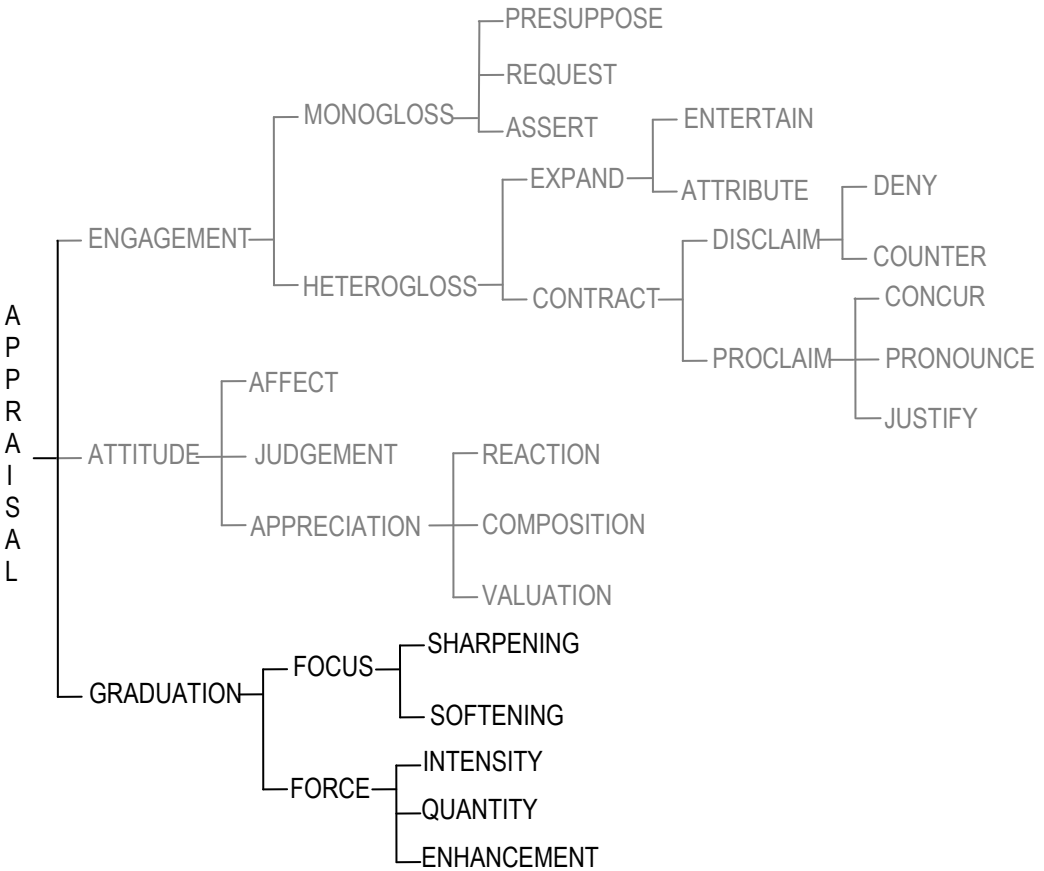 APPRAISAL
ENGAGEMENT
MONOGLOSS
PRESUPPOSE
REQUEST
ASSERT
HETEROGLOSS
EXPAND
ENTERTAIN
ATTRIBUTE
CONTRACT
DISCLAIM
DENY
COUNTER
PROCLAIM
CONCUR
PRONOUNCE
JUSTIFY
ATTITUDE
AFFECT
JUDGEMENT
APPRECIATION
REACTION
COMPOSITION
VALUATION
GRADUATION
FOCUS
SHARPENING
SOFTENING
FORCE
INTENSITY
QUANTITY
ENHANCEMENT